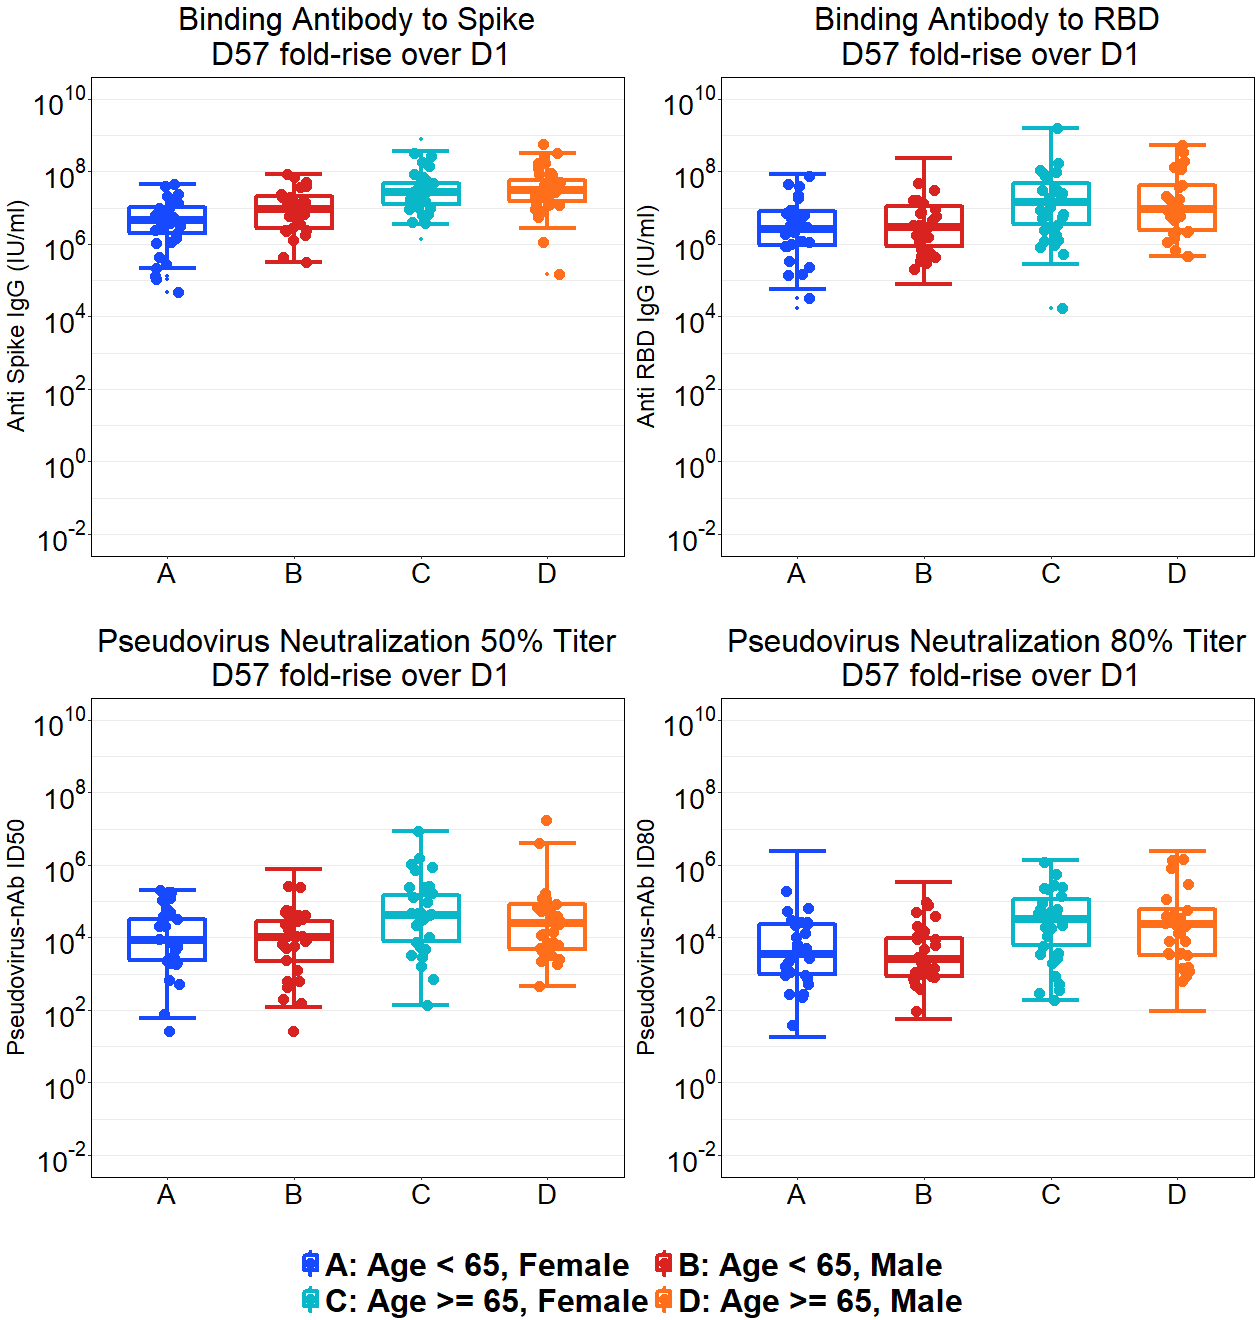 Binding Antibody to Spike
D57 fold-rise over D1
Anti Spike IgG (IU/ml)
10^10
10^8
10^6
10^4
10^2
10^0
10^-2
A B C D
Binding Antibody to RBD
D57 fold-rise over D1
Anti RBD IgG (IU/ml)
10^10
10^8
10^6
10^4
10^2
10^0
10^-2
A B C D
Pseudovirus Neutralization 50% Titer
D57 fold-rise over D1
Pseudovirus-nAb ID50
10^10
10^8
10^6
10^4
10^2
10^0
10^-2
A B C D
Pseudovirus Neutralization 80% Titer
D57 fold-rise over D1
Pseudovirus-nAb ID80
10^10
10^8
10^6
10^4
10^2
10^0
10^-2
A B C D
A: Age < 65, Female B: Age < 65, Male
C: Age >= 65, Female D: Age >= 65, Male